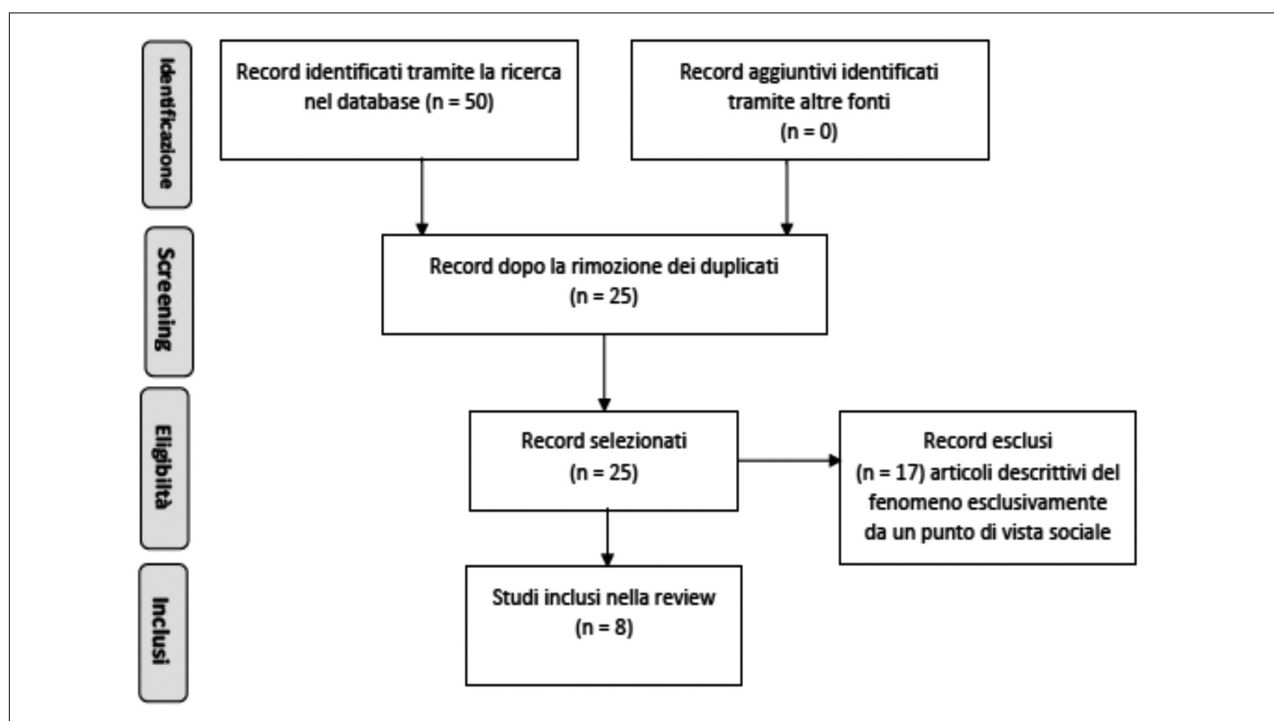 Identificazione
Record identificati tramite la ricerca
nel database (n = 50)
Record aggiuntivi identificati
tramite altre fonti
(n = 0)
Screening
Record dopo la rimozione dei duplicati
(n = 25)
Eligibiltà
Record selezionati
(n = 25)
Record esclusi
(n = 17) articoli descrittivi del
fenomeno esclusivamente
da un punto di vista sociale
Inclusi
Studi inclusi nella review
(n = 8)